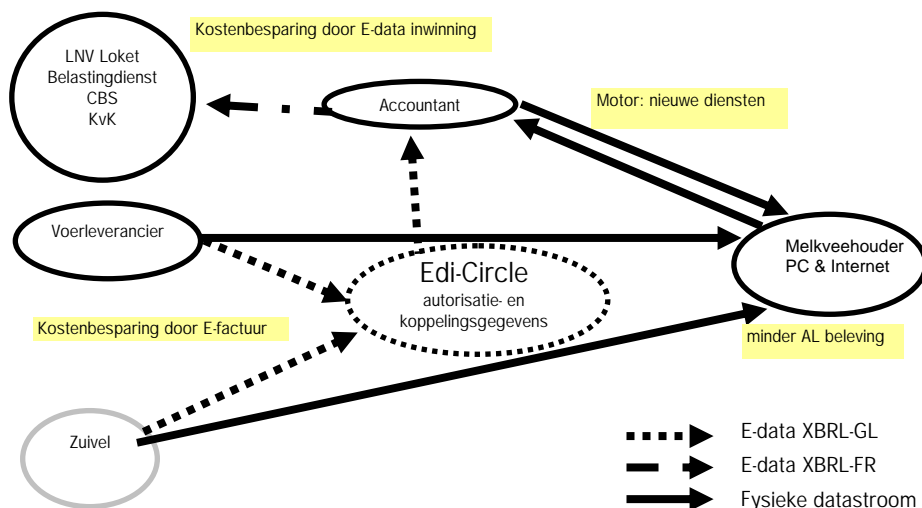 Kostenbesparing door E-data inwinning
LNV Loket
Belastingdienst
CBS
KvK
Accountant
Motor: nieuwe diensten
Voerleverancier
Melkveehouder
PC & Internet
Edi-Circle
autorisatie- en
koppelingsgegevens
Kostenbesparing door E-factuur
minder AL beleving
Zuivel
E-data XBRL-GL
E-data XBRL-FR
Fysieke datastroom